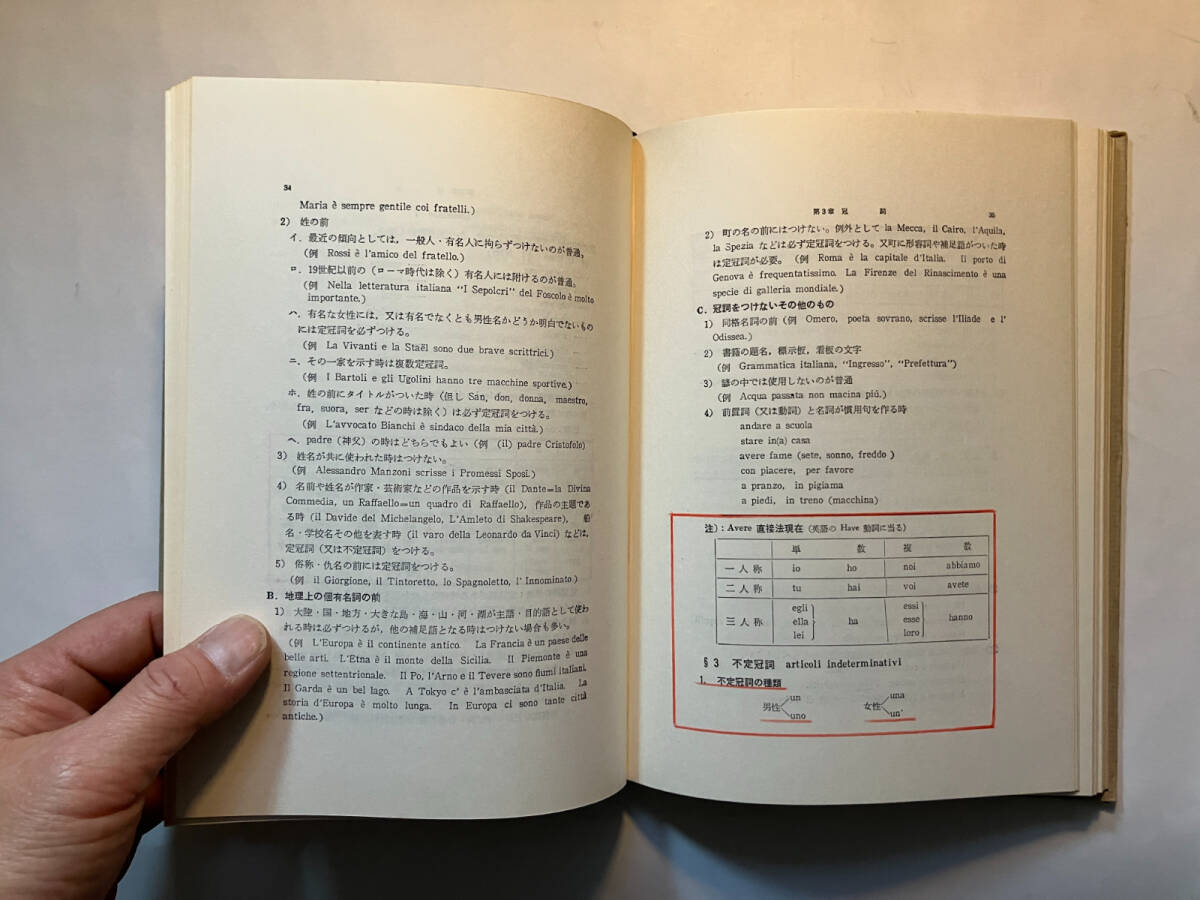 34
Maria è sempre gentile coi fratelli.)
2) 姓の前
イ. 最近の傾向としては，一般人・有名人に拘らずつけないのが普通。
(例 Rossi è l'amico del fratello.)
ロ. 19世紀以前の（ローマ時代は除く）有名人には附けるのが普通。
(例 Nella letteratura italiana "I Sepolcri" del Foscolo è molto
importante.)
ハ. 有名な女性には，又は有名でなくとも男性名かどうか明白でないもの
には定冠詞を必ずつける。
(例 La Vivanti e la Staël sono due brave scrittrici.)
ニ. その一家を示す時は複数定冠詞。
(例 I Bartoli e gli Ugolini hanno tre macchine sportive.)
ホ. 姓の前にタイトルがついた時（但し San, don, donna, maestro,
fra, suora, ser などの時は除く）は必ず定冠詞をつける。
(例 L'avvocato Bianchi è sindaco della mia città.)
ヘ. padre（神父）の時はどちらでもよい（例 (il) padre Cristofolo)
3) 姓名が共に使われた時はつけない。
(例 Alessandro Manzoni scrisse i Promessi Sposi.)
4) 名前や姓名が作家・芸術家などの作品を示す時 (il Dante=la Divina
Commedia, un Raffaello=un quadro di Raffaello)，作品の主題であ
る時 (il Davide del Michelangelo, L'Amleto di Shakespeare)， 船
名・学校名その他を表す時 (il varo della Leonardo da Vinci) などは，
定冠詞（又は不定冠詞）をつける。
5) 俗称・仇名の前には定冠詞をつける。
(例 il Giorgione, il Tintoretto, lo Spagnoletto, l' Innominato)
B. 地理上の個有名詞の前
1) 大陸・国・地方・大きな島・海・山・河・湖が主語・目的語として使わ
れる時は必ずつけるが，他の補足語となる時はつけない場合も多い。
(例 L'Europa è il continente antico. La Francia è un paese delle
belle arti. L'Etna è il monte della Sicilia. Il Piemonte è una
regione settentrionale. Il Po, l'Arno e il Tevere sono fiumi italiani.
Il Garda è un bel lago. A Tokyo c' è l'ambasciata d'Italia. La
storia d'Europa è molto lunga. In Europa ci sono tante città
antiche.)
第3章 冠 詞 35
2) 町の名の前にはつけない。例外として la Mecca, il Cairo, l'Aquila,
la Spezia などは必ず定冠詞をつける。又町に形容詞や補足語がついた時
は定冠詞が必要。 (例 Roma è la capitale d'Italia. Il porto di
Genova è frequentatissimo. La Firenze del Rinascimento è una
specie di galleria mondiale.)
C. 冠詞をつけないその他のもの
1) 同格名詞の前 (例 Omero, poeta sovrano, scrisse l'Iliade e l'
Odissea.)
2) 書籍の題名，標示板，看板の文字
(例 Grammatica italiana, "Ingresso", "Prefettura")
3) 諺の中では使用しないのが普通
(例 Acqua passata non macina più.)
4) 前置詞（又は動詞）と名詞が慣用句を作る時
andare a scuola
stare in(a) casa
avere fame (sete, sonno, freddo )
con piacere, per favore
a pranzo, in pigiama
a piedi, in treno (macchina)
注）: Avere 直接法現在（英語の Have 動詞に当る）
単 数 複 数
一人称 io ho noi abbiamo
二人称 tu hai voi avete
egli essi
三人称 ella ha esse hanno
lei loro
§3 不定冠詞 articoli indeterminativi
1. 不定冠詞の種類
un una
男性 女性
uno un'